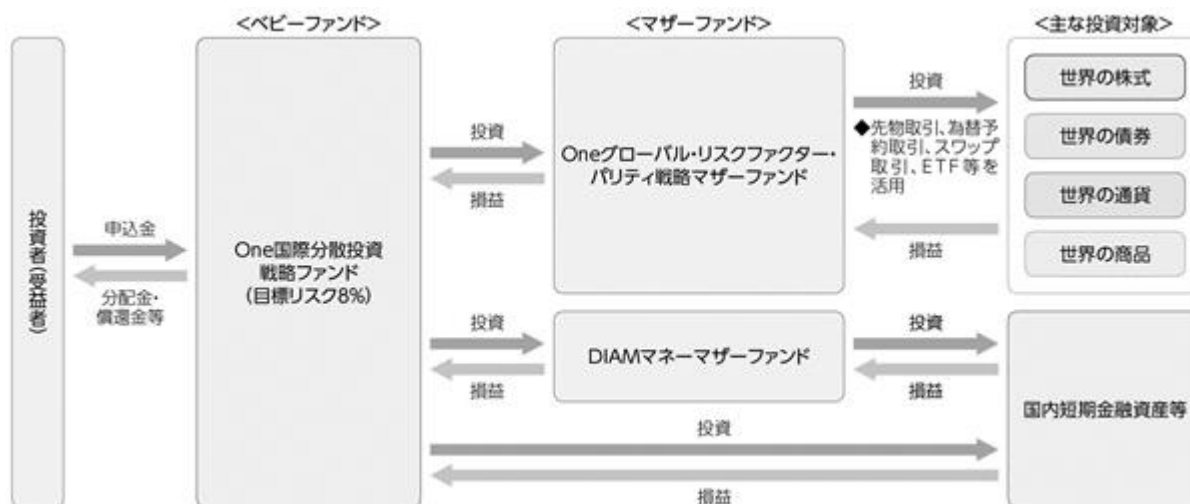 <ベビーファンド>
<マザーファンド>
<主な投資対象>
投資者(受益者)
申込金
分配金・
償還金等
One国際分散投資
戦略ファンド
(目標リスク8%)
投資
損益
Oneグローバル・リスクファクター・
パリティ戦略マザーファンド
投資
◆先物取引、為替予
約取引、スワップ
取引、ETF等を
活用
損益
世界の株式
世界の債券
世界の通貨
世界の商品
投資
損益
DIAMマネーマザーファンド
投資
損益
国内短期金融資産等
投資
損益